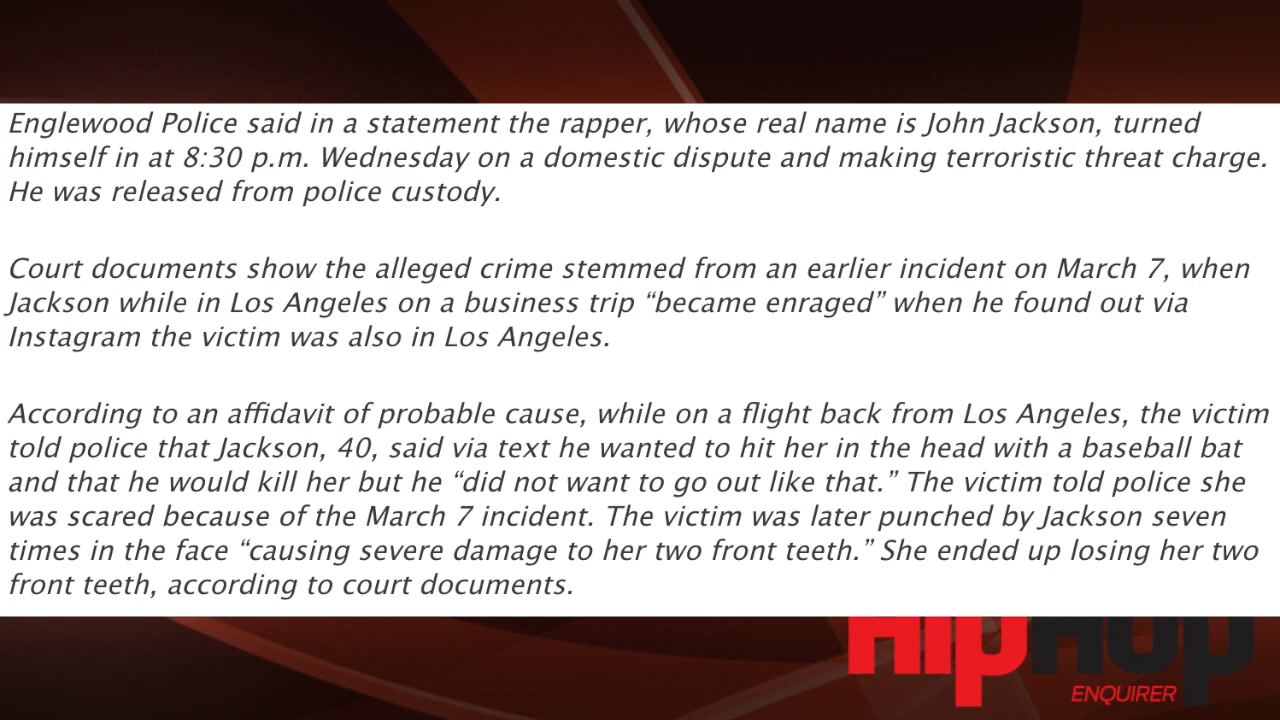 Englewood Police said in a statement the rapper, whose real name is John Jackson, turned
himself in at 8:30 p.m. Wednesday on a domestic dispute and making terroristic threat charge.
He was released from police custody.
Court documents show the alleged crime stemmed from an earlier incident on March 7, when
Jackson while in Los Angeles on a business trip “became enraged” when he found out via
Instagram the victim was also in Los Angeles.
According to an affidavit of probable cause, while on a flight back from Los Angeles, the victim
told police that Jackson, 40, said via text he wanted to hit her in the head with a baseball bat
and that he would kill her but he “did not want to go out like that.” The victim told police she
was scared because of the March 7 incident. The victim was later punched by Jackson seven
times in the face “causing severe damage to her two front teeth.” She ended up losing her two
front teeth, according to court documents.
HipHop
ENQUIRER